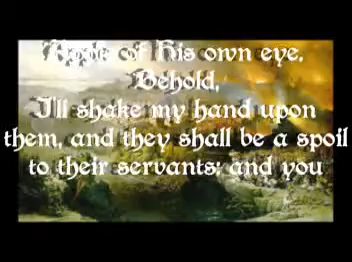 Apple of His own eye.
Behold,
I'll shake my hand upon
them, and they shall be a spoil
to their servants: and you